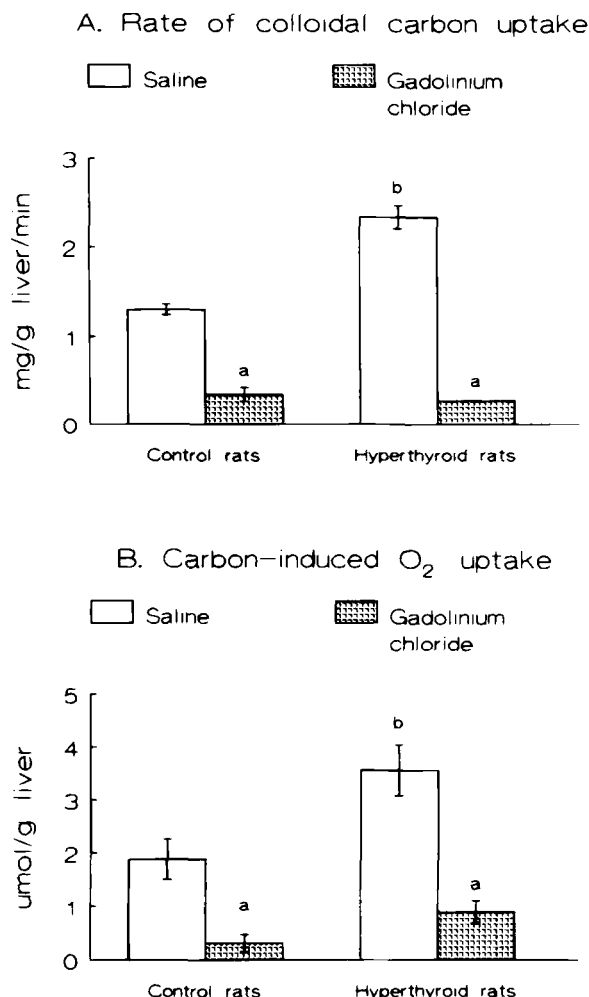 A. Rate of colloidal carbon uptake
Saline
Gadolinium
chloride
3
2
1
0
mg/g liver/min
b
a
a
Control rats
Hyperthyroid rats
B. Carbon-induced O₂ uptake
Saline
Gadolinium
chloride
5
4
3
2
1
0
umol/g liver
b
a
a
Control rats
Hyperthyroid rats